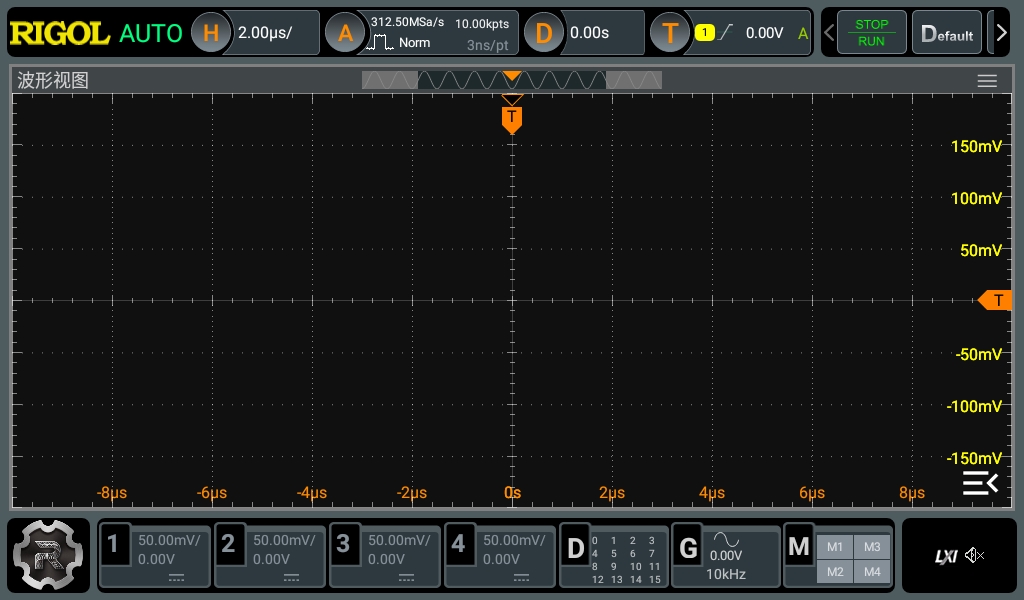 RIGOL AUTO H 2.00μs/ A 312.50MSa/s 10.00kpts D 0.00s T 1 0.00V A STOP Default
Norm 3ns/pt RUN
波形视图
T
150mV
100mV
50mV
T
-50mV
-100mV
-150mV
-8μs -6μs -4μs -2μs 0s 2μs 4μs 6μs 8μs
R
1 50.00mV/ 0.00V
2 50.00mV/ 0.00V
3 50.00mV/ 0.00V
4 50.00mV/ 0.00V
D
0 1 2 3
4 5 6 7
8 9 10 11
12 13 14 15
G 0.00V
10kHz
M
M1 M3
M2 M4
LXI